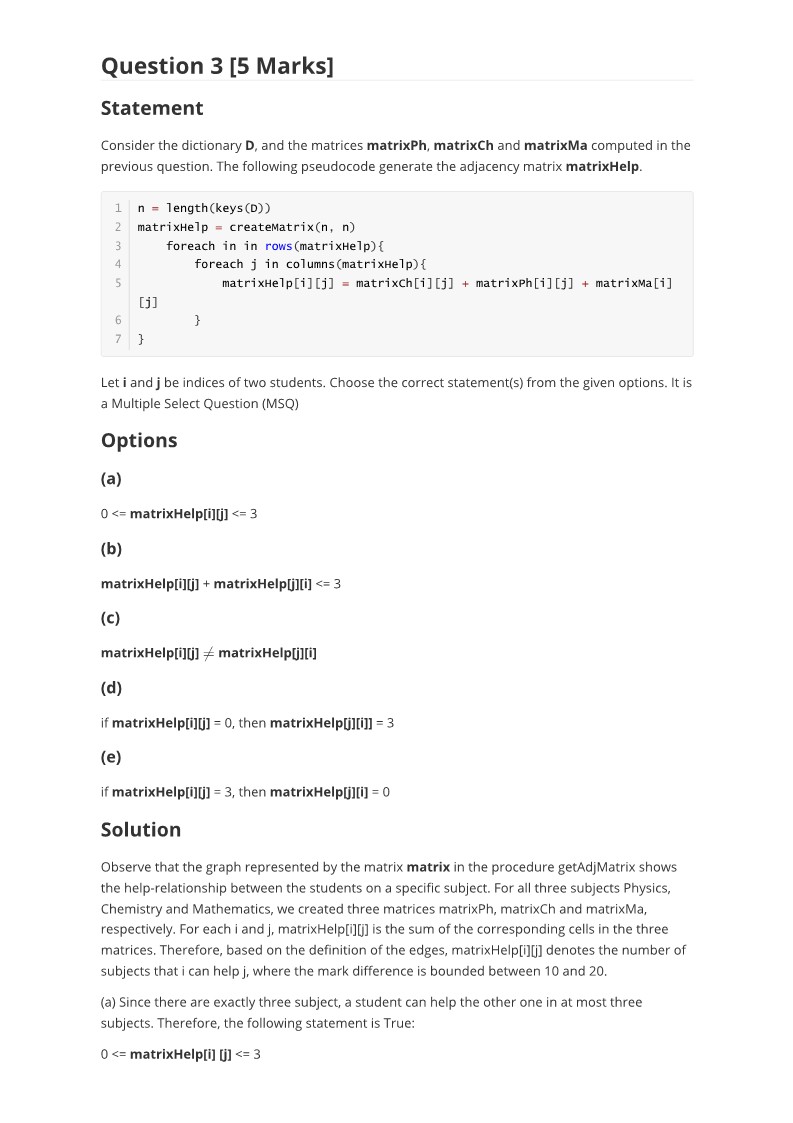 Question 3 [5 Marks]
Statement
Consider the dictionary D, and the matrices matrixPh, matrixCh and matrixMa computed in the
previous question. The following pseudocode generate the adjacency matrix matrixHelp.
1 n = length(keys(D))
2 matrixHelp = createMatrix(n, n)
3 foreach in in rows(matrixHelp){
4 foreach j in columns(matrixHelp){
5 matrixHelp[i][j] = matrixCh[i][j] + matrixPh[i][j] + matrixMa[i]
[j]
6 }
7 }
Let i and j be indices of two students. Choose the correct statement(s) from the given options. It is
a Multiple Select Question (MSQ)
Options
(a)
0 <= matrixHelp[i][j] <= 3
(b)
matrixHelp[i][j] + matrixHelp[j][i] <= 3
(c)
matrixHelp[i][j] ≠ matrixHelp[j][i]
(d)
if matrixHelp[i][j] = 0, then matrixHelp[j][i]] = 3
(e)
if matrixHelp[i][j] = 3, then matrixHelp[j][i] = 0
Solution
Observe that the graph represented by the matrix matrix in the procedure getAdjMatrix shows
the help-relationship between the students on a specific subject. For all three subjects Physics,
Chemistry and Mathematics, we created three matrices matrixPh, matrixCh and matrixMa,
respectively. For each i and j, matrixHelp[i][j] is the sum of the corresponding cells in the three
matrices. Therefore, based on the definition of the edges, matrixHelp[i][j] denotes the number of
subjects that i can help j, where the mark difference is bounded between 10 and 20.
(a) Since there are exactly three subject, a student can help the other one in at most three
subjects. Therefore, the following statement is True:
0 <= matrixHelp[i] [j] <= 3